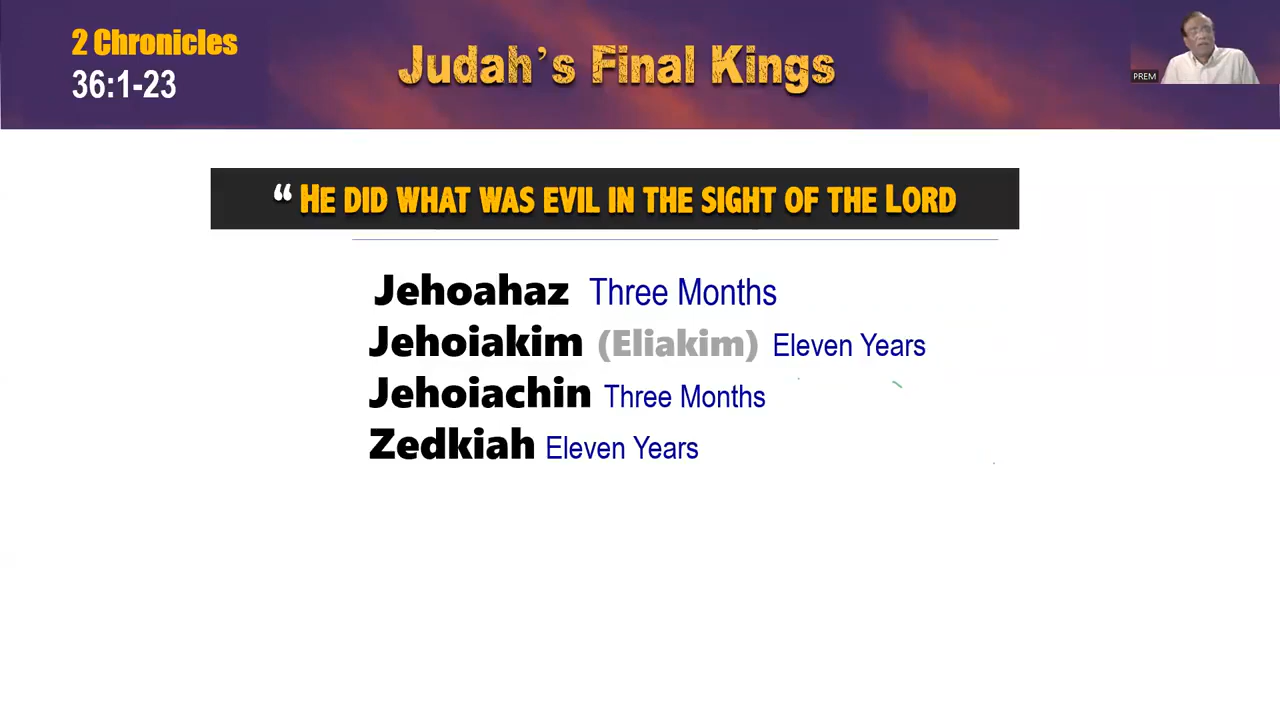 2 Chronicles
36:1-23
Judah's Final Kings
PREM
“ HE DID WHAT WAS EVIL IN THE SIGHT OF THE LORD
Jehoahaz Three Months
Jehoiakim (Eliakim) Eleven Years
Jehoiachin Three Months
Zedkiah Eleven Years